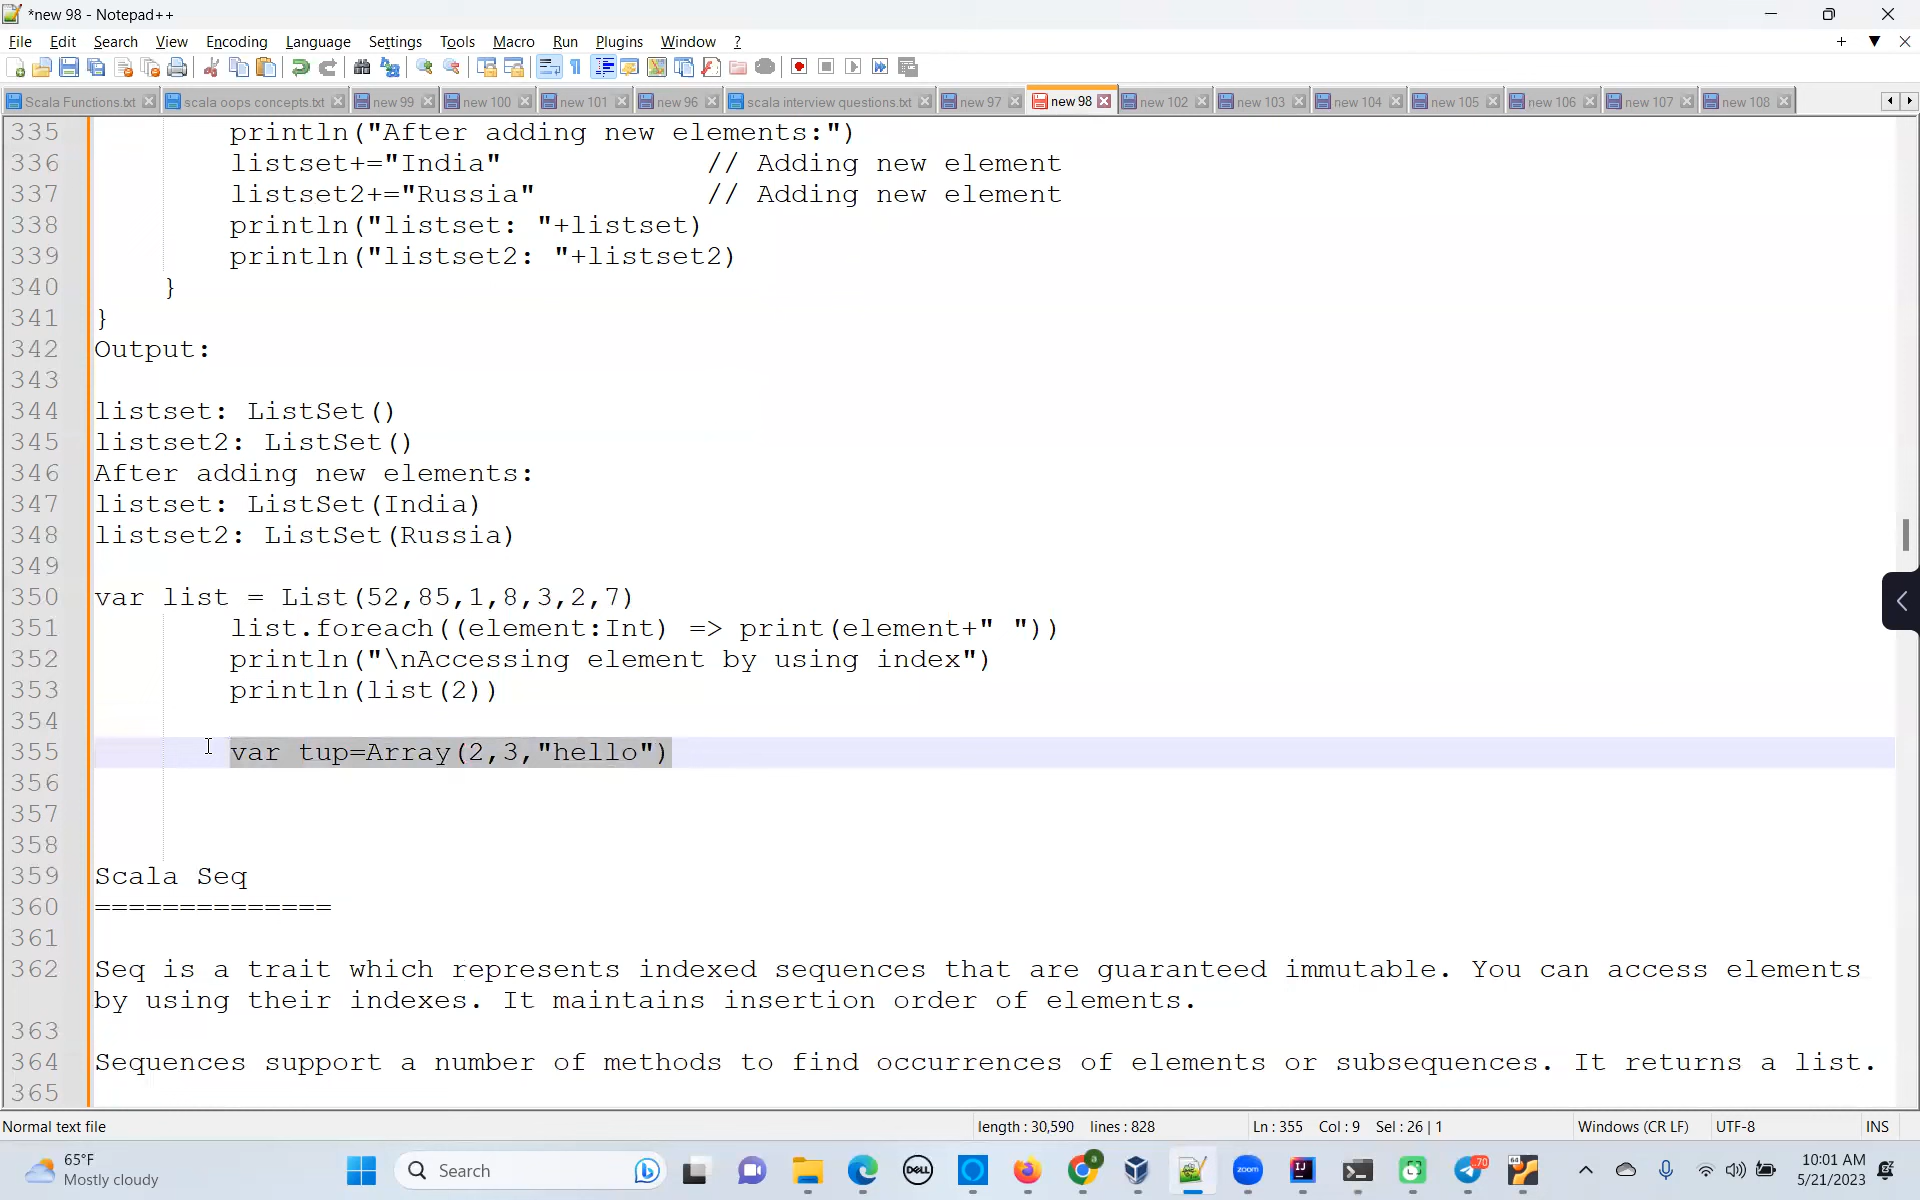 *new 98 - Notepad++
File Edit Search View Encoding Language Settings Tools Macro Run Plugins Window ?
Scala Functions.txt scala oops concepts.txt new 99 new 100 new 101 new 96 scala interview questions.txt new 97 new 98 new 102 new 103 new 104 new 105 new 106 new 107 new 108
335 println("After adding new elements:")
336 listset+="India" // Adding new element
337 listset2+="Russia" // Adding new element
338 println("listset: "+listset)
339 println("listset2: "+listset2)
340 }
341 }
342 Output:
343
344 listset: ListSet()
345 listset2: ListSet()
346 After adding new elements:
347 listset: ListSet(India)
348 listset2: ListSet(Russia)
349
350 var list = List(52,85,1,8,3,2,7)
351 list.foreach((element:Int) => print(element+" "))
352 println("\nAccessing element by using index")
353 println(list(2))
354
355 var tup=Array(2,3,"hello")
356
357
358
359 Scala Seq
360 ==============
361
362 Seq is a trait which represents indexed sequences that are guaranteed immutable. You can access elements
by using their indexes. It maintains insertion order of elements.
363
364 Sequences support a number of methods to find occurrences of elements or subsequences. It returns a list.
365
Normal text file length : 30,590 lines : 828 Ln : 355 Col : 9 Sel : 26 | 1 Windows (CR LF) UTF-8 INS
65°F
Mostly cloudy
Search
DELL
zoom
IJ
70
64
10:01 AM
5/21/2023